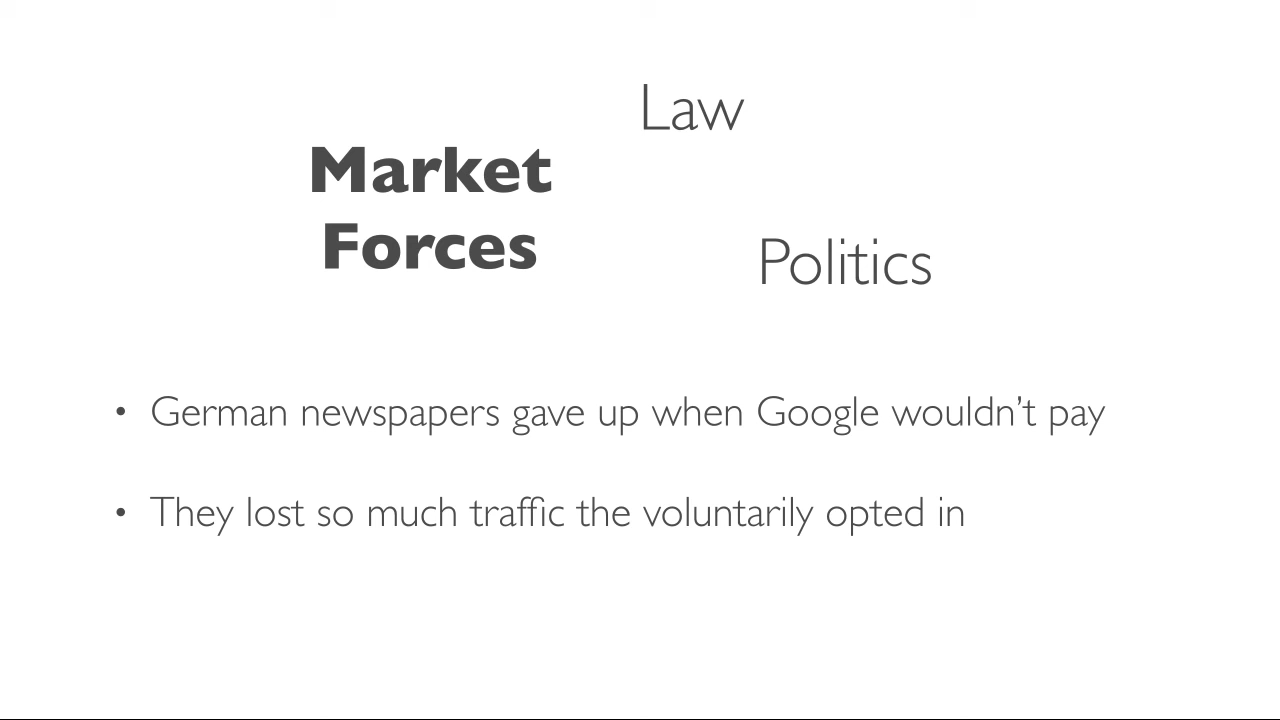 Law
Market
Forces
Politics
• German newspapers gave up when Google wouldn’t pay
• They lost so much traffic the voluntarily opted in